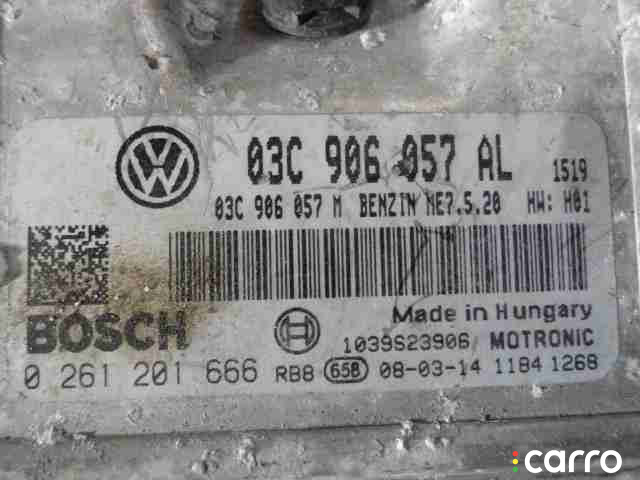 03C 906 057 AL 1519
03C 906 057 M BENZIN ME7.5.20 HW: H01
BOSCH Made in Hungary
1039S23906 MOTRONIC
0 261 201 666 RB8 658 08-03-14 1184 1268
carro